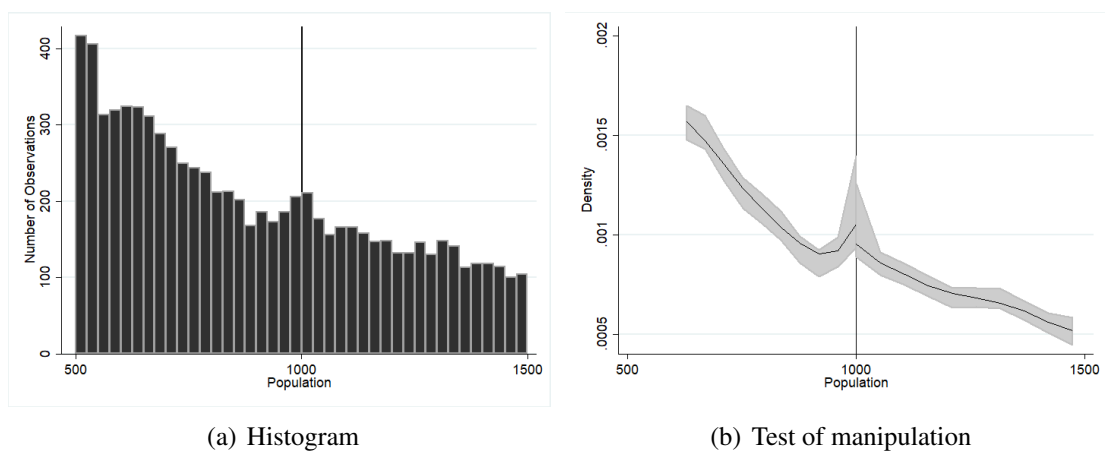 Number of Observations
400
300
200
100
0
500
1000
1500
Population
(a) Histogram
Density
.002
.0015
.001
.0005
500
1000
1500
Population
(b) Test of manipulation